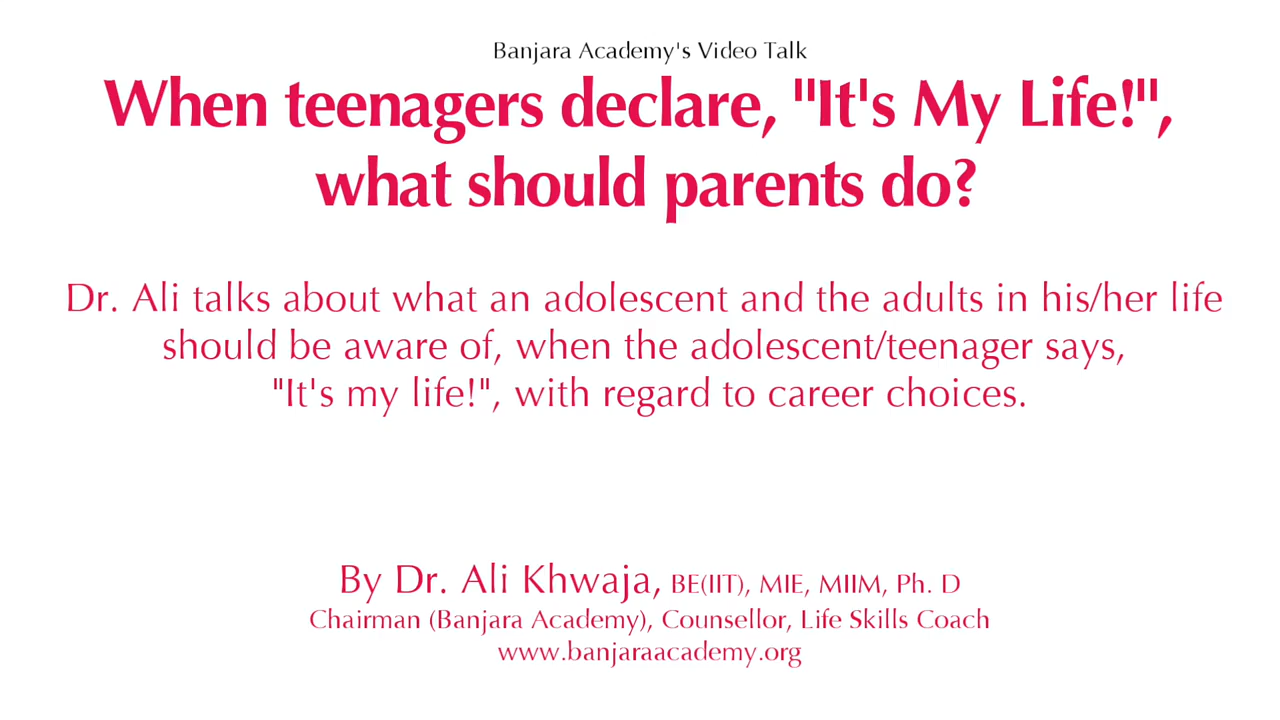 Banjara Academy's Video Talk
When teenagers declare, "It's My Life!",
what should parents do?
Dr. Ali talks about what an adolescent and the adults in his/her life
should be aware of, when the adolescent/teenager says,
"It's my life!", with regard to career choices.
By Dr. Ali Khwaja, BE(IIT), MIE, MIIM, Ph. D
Chairman (Banjara Academy), Counsellor, Life Skills Coach
www.banjaraacademy.org